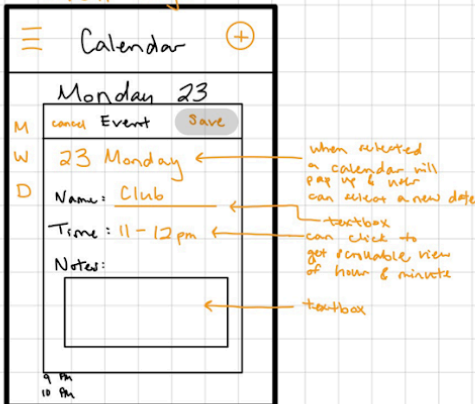 Calendar +
Monday 23
cancel Event Save
M
W
D
23 Monday
Name: Club
Time: 11 - 12 pm
Notes:
9 AM
10 AM
when selected
a calendar will
pop up & user
can select a new date
textbox
can click to
get scrollable view
of hour & minute
textbox